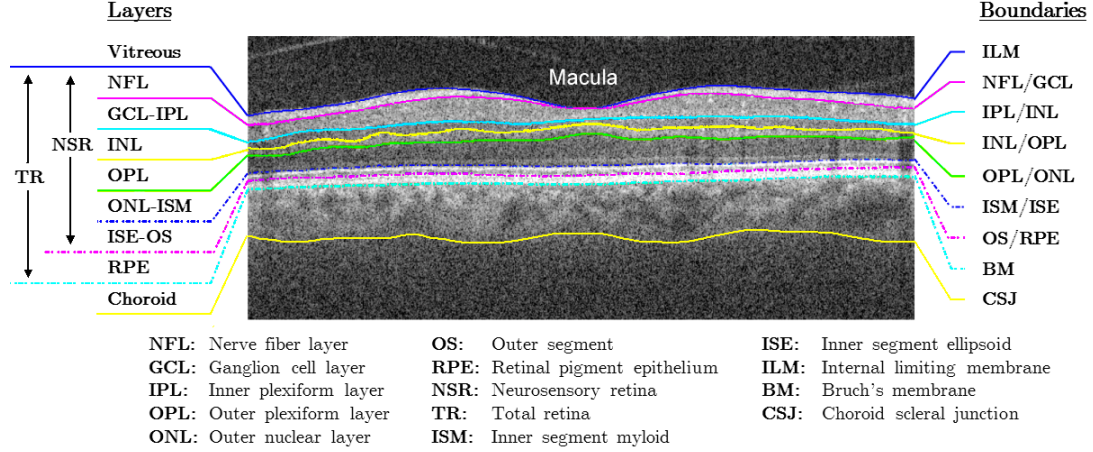 Layers
Boundaries
Vitreous
NFL
GCL-IPL
INL
OPL
ONL-ISM
ISE-OS
RPE
Choroid
TR
NSR
Macula
ILM
NFL/GCL
IPL/INL
INL/OPL
OPL/ONL
ISM/ISE
OS/RPE
BM
CSJ
NFL: Nerve fiber layer
GCL: Ganglion cell layer
IPL: Inner plexiform layer
OPL: Outer plexiform layer
ONL: Outer nuclear layer
OS: Outer segment
RPE: Retinal pigment epithelium
NSR: Neurosensory retina
TR: Total retina
ISM: Inner segment myloid
ISE: Inner segment ellipsoid
ILM: Internal limiting membrane
BM: Bruch's membrane
CSJ: Choroid scleral junction